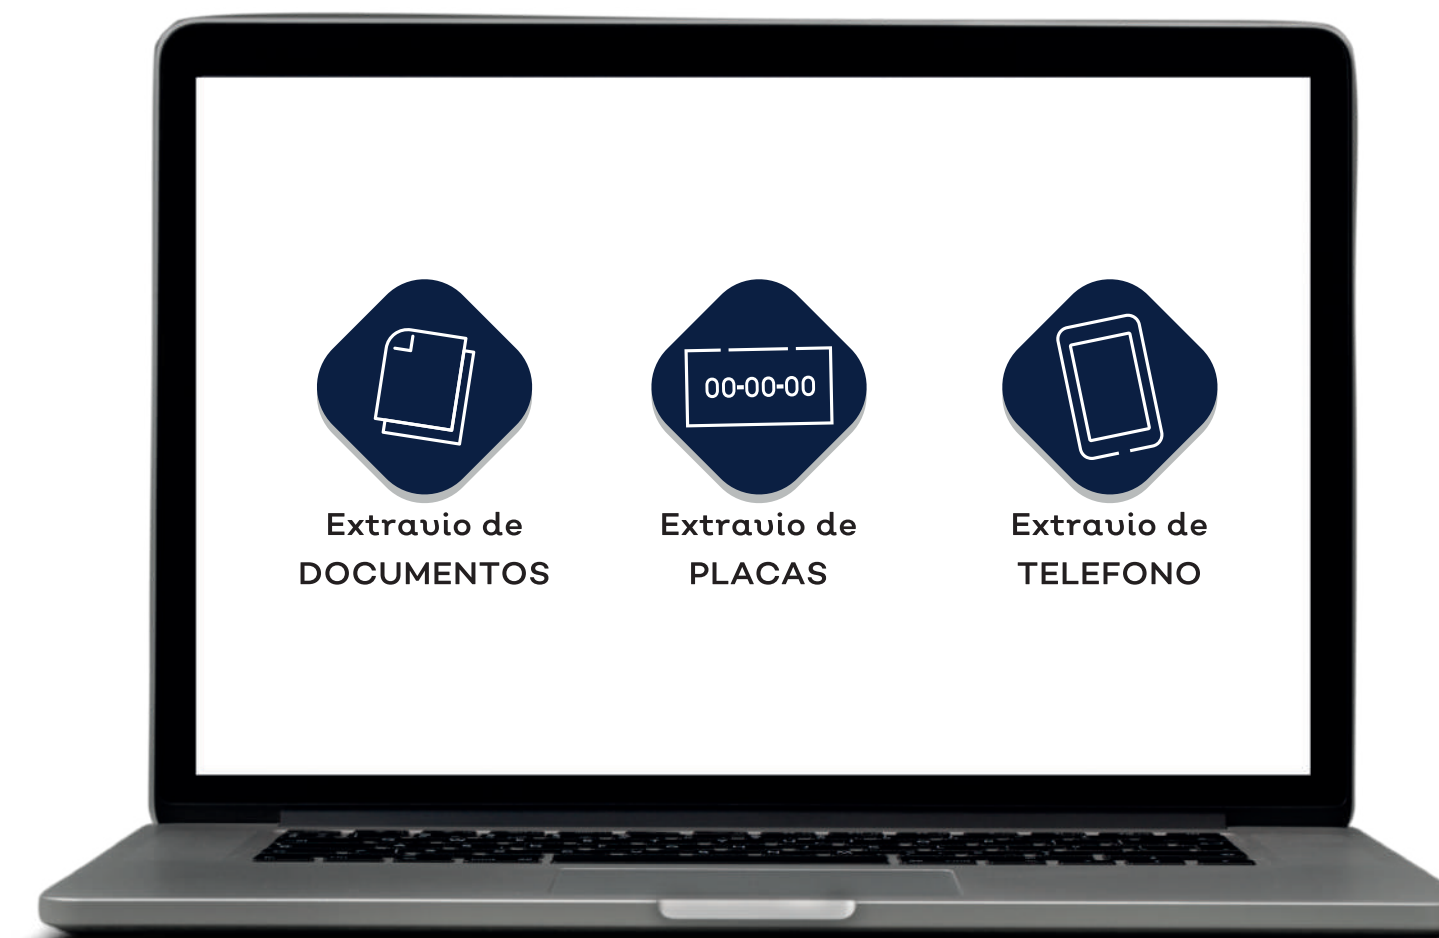 00-00-00
Extravio de
DOCUMENTOS
Extravio de
PLACAS
Extravio de
TELEFONO